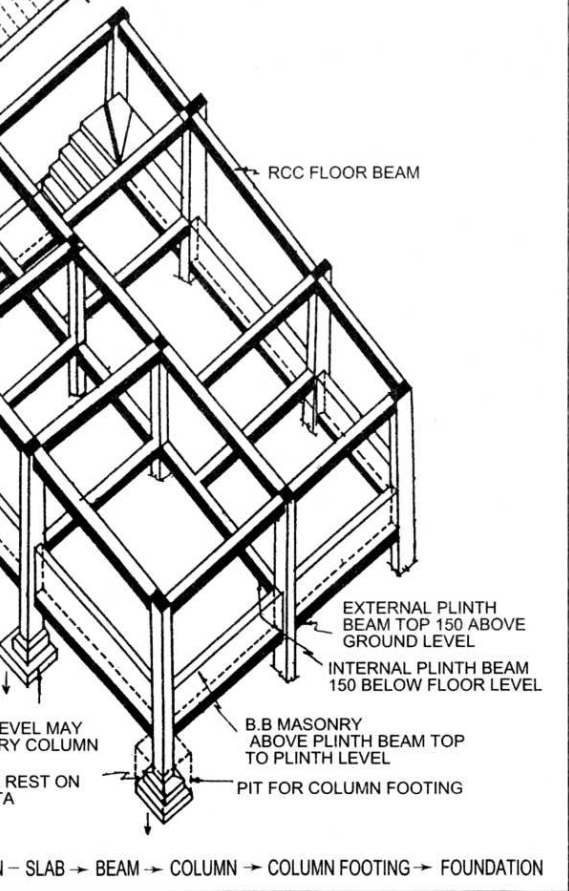 RCC FLOOR BEAM
EXTERNAL PLINTH
BEAM TOP 150 ABOVE
GROUND LEVEL
INTERNAL PLINTH BEAM
150 BELOW FLOOR LEVEL
B.B MASONRY
ABOVE PLINTH BEAM TOP
TO PLINTH LEVEL
EVEL MAY
RY COLUMN
REST ON
TA
PIT FOR COLUMN FOOTING
N – SLAB → BEAM → COLUMN → COLUMN FOOTING → FOUNDATION